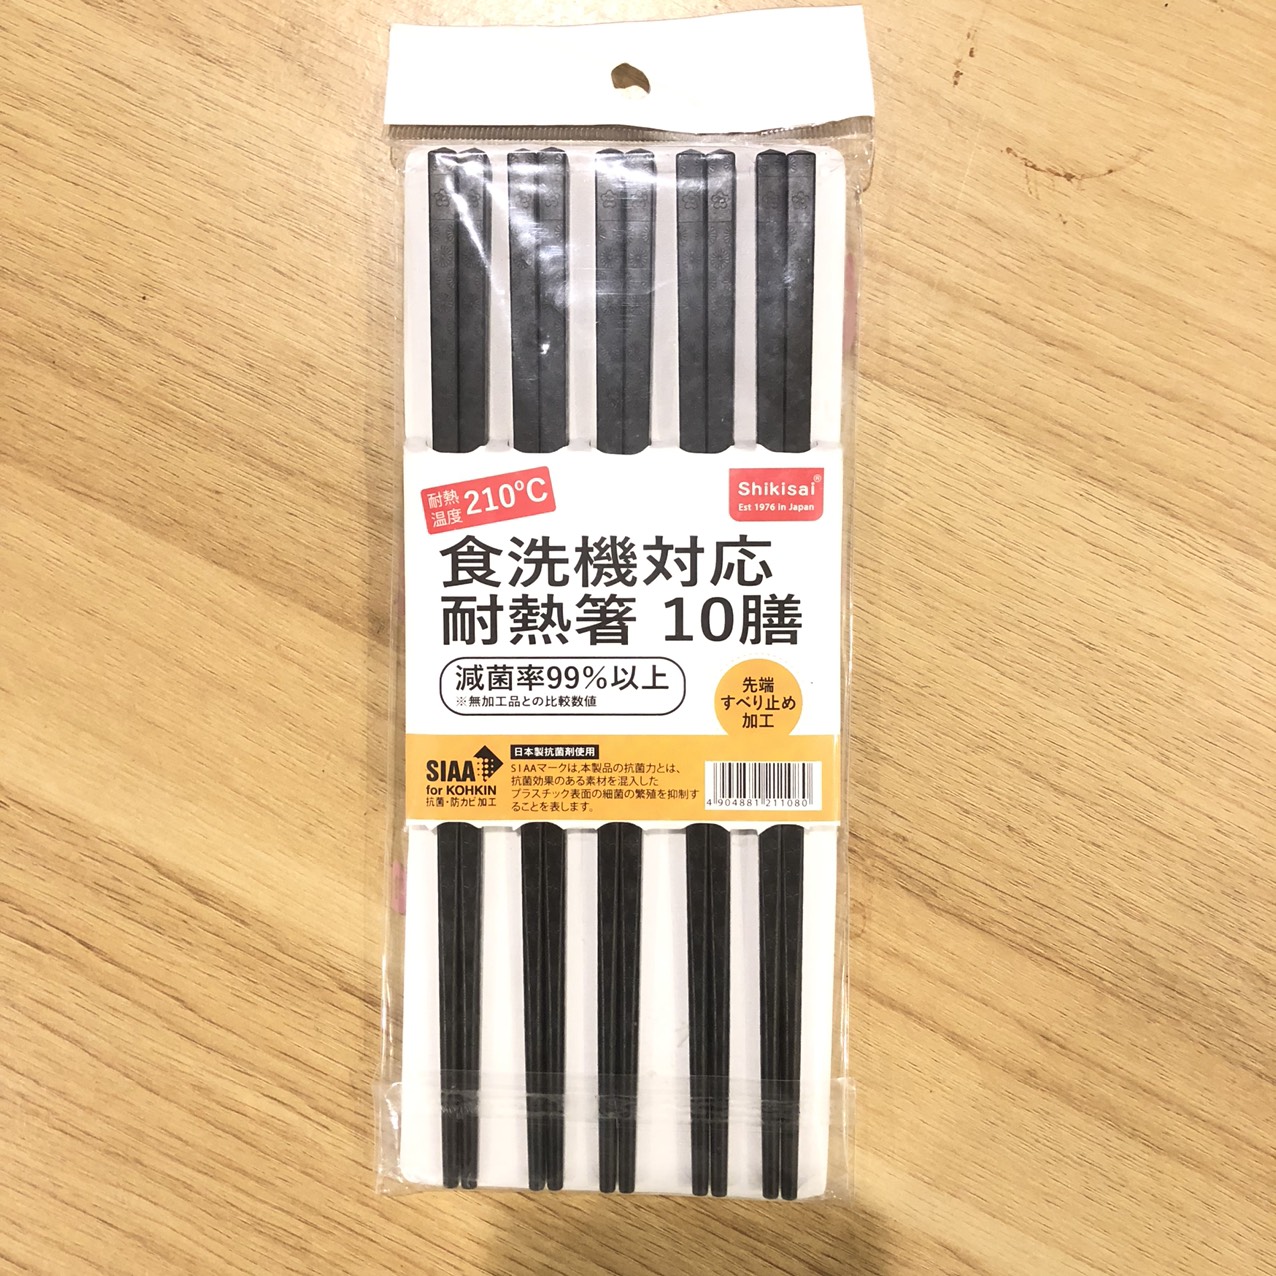 耐熱
温度 210℃
Shikisai®
Est 1976 in Japan
食洗機対応
耐熱箸 10膳
減菌率99%以上
※無加工品との比較数値
先端
すべり止め
加工
SIAA
for KOHKIN
抗菌・防カビ加工
日本製抗菌剤使用
SIAAマークは,本製品の抗菌力とは、
抗菌効果のある素材を混入した
プラスチック表面の細菌の繁殖を抑制す
ることを表します。
4 904881 211080